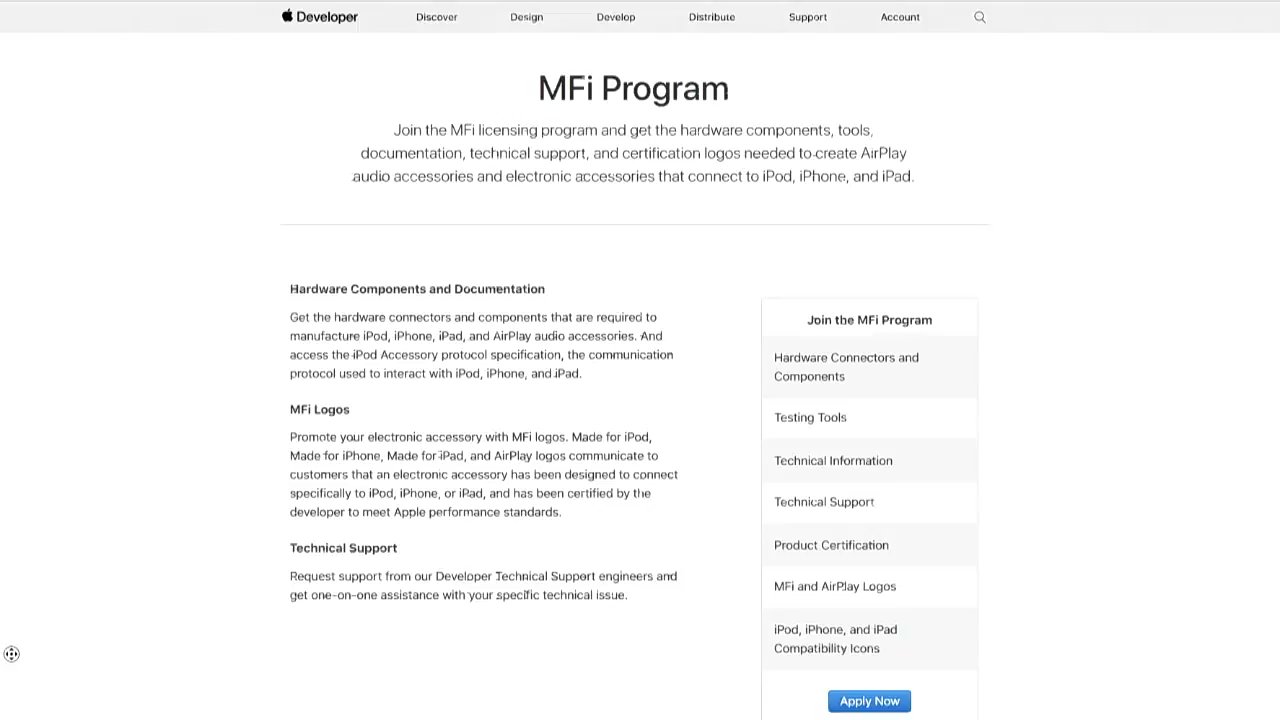 Developer
Discover
Design
Develop
Distribute
Support
Account
MFi Program
Join the MFi licensing program and get the hardware components, tools,
documentation, technical support, and certification logos needed to create AirPlay
audio accessories and electronic accessories that connect to iPod, iPhone, and iPad.
Hardware Components and Documentation
Get the hardware connectors and components that are required to
manufacture iPod, iPhone, iPad, and AirPlay audio accessories. And
access the iPod Accessory protocol specification, the communication
protocol used to interact with iPod, iPhone, and iPad.
MFi Logos
Promote your electronic accessory with MFi logos. Made for iPod,
Made for iPhone, Made for iPad, and AirPlay logos communicate to
customers that an electronic accessory has been designed to connect
specifically to iPod, iPhone, or iPad, and has been certified by the
developer to meet Apple performance standards.
Technical Support
Request support from our Developer Technical Support engineers and
get one-on-one assistance with your specific technical issue.
Join the MFi Program
Hardware Connectors and
Components
Testing Tools
Technical Information
Technical Support
Product Certification
MFi and AirPlay Logos
iPod, iPhone, and iPad
Compatibility Icons
Apply Now